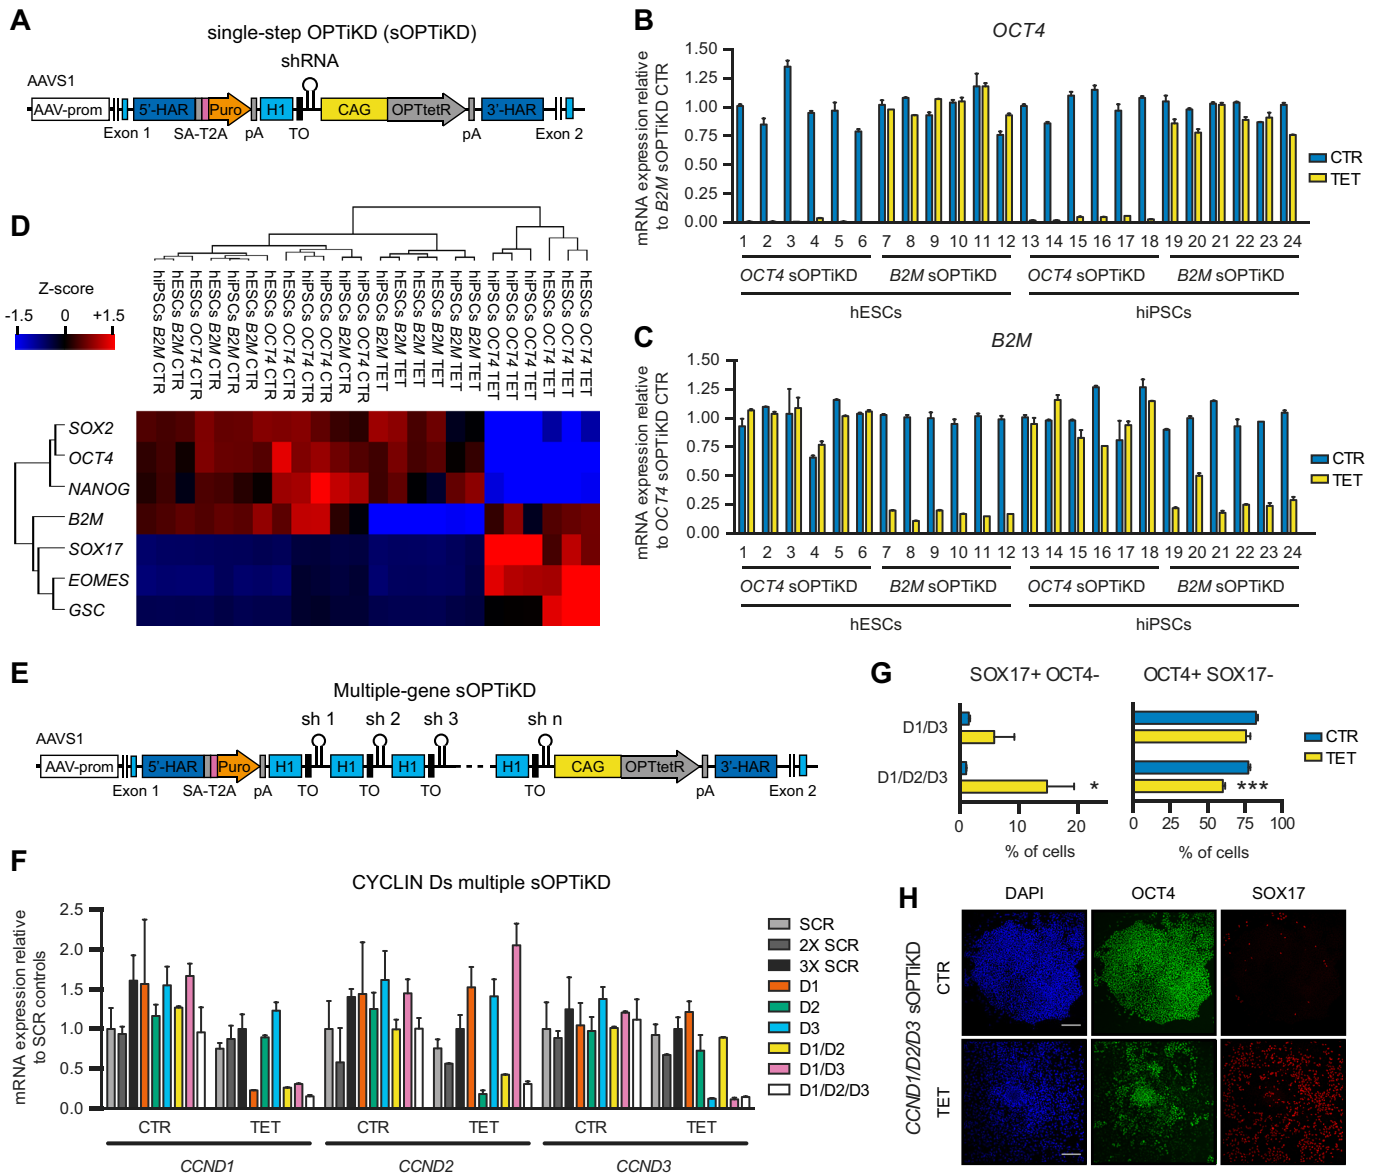 A
single-step OPTiKD (sOPTiKD)
shRNA
AAVS1
AAV-prom 5'-HAR Puro H1 CAG OPTtetR 3'-HAR
Exon 1 SA-T2A pA TO pA Exon 2
B
OCT4
mRNA expression relative
to B2M sOPTiKD CTR
1.50
1.25
1.00
0.75
0.50
0.25
0.00
1 2 3 4 5 6 7 8 9 10 11 12 13 14 15 16 17 18 19 20 21 22 23 24
OCT4 sOPTiKD B2M sOPTiKD OCT4 sOPTiKD B2M sOPTiKD
hESCs hiPSCs
CTR
TET
C
B2M
mRNA expression relative
to OCT4 sOPTiKD CTR
1.50
1.25
1.00
0.75
0.50
0.25
0.00
1 2 3 4 5 6 7 8 9 10 11 12 13 14 15 16 17 18 19 20 21 22 23 24
OCT4 sOPTiKD B2M sOPTiKD OCT4 sOPTiKD B2M sOPTiKD
hESCs hiPSCs
CTR
TET
D
Z-score
-1.5 0 +1.5
hiPSCs B2M CTR
hESCs B2M CTR
hESCs OCT4 CTR
hESCs B2M CTR
hiPSCs B2M CTR
hESCs B2M CTR
hESCs OCT4 CTR
hESCs OCT4 CTR
hiPSCs OCT4 CTR
hiPSCs OCT4 CTR
hiPSCs B2M CTR
hiPSCs OCT4 CTR
hiPSCs B2M TET
hESCs B2M TET
hESCs B2M TET
hESCs B2M TET
hiPSCs B2M TET
hiPSCs B2M TET
hiPSCs OCT4 TET
hiPSCs OCT4 TET
hiPSCs OCT4 TET
hESCs OCT4 TET
hESCs OCT4 TET
hESCs OCT4 TET
SOX2
OCT4
NANOG
B2M
SOX17
EOMES
GSC
E
Multiple-gene sOPTiKD
sh 1 sh 2 sh 3 sh n
AAVS1
AAV-prom 5'-HAR Puro H1 H1 H1 H1 CAG OPTtetR 3'-HAR
Exon 1 SA-T2A pA TO TO TO TO pA Exon 2
F
CYCLIN Ds multiple sOPTiKD
mRNA expression relative
to SCR controls
2.5
2.0
1.5
1.0
0.5
0.0
CTR TET CTR TET CTR TET
CCND1 CCND2 CCND3
SCR
2X SCR
3X SCR
D1
D2
D3
D1/D2
D1/D3
D1/D2/D3
G
SOX17+ OCT4- OCT4+ SOX17-
D1/D3
D1/D2/D3
* ***
0 10 20 0 25 50 75 100
% of cells % of cells
CTR
TET
H
DAPI OCT4 SOX17
CCND1/D2/D3 sOPTiKD
CTR
TET